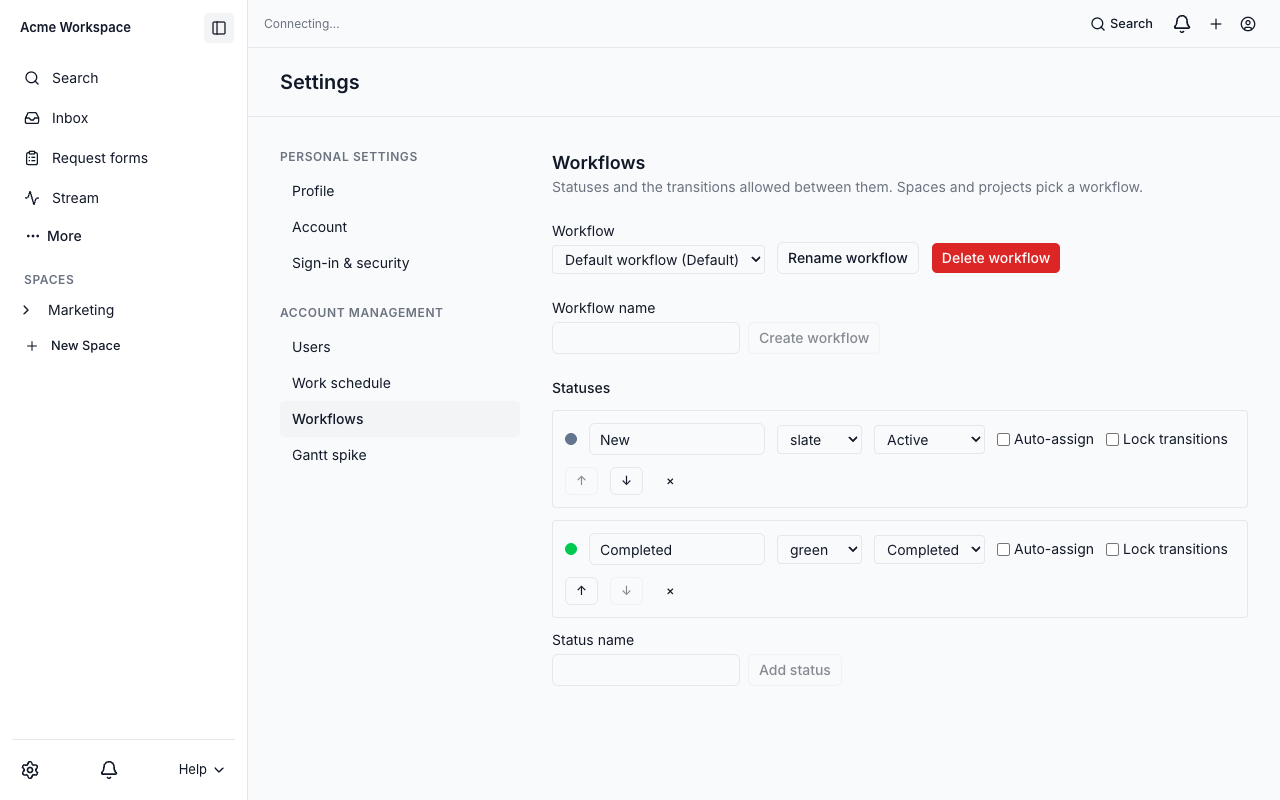 Acme Workspace
Connecting...
Search
Search
Inbox
Request forms
Stream
More
SPACES
Marketing
New Space
Help
Settings
PERSONAL SETTINGS
Profile
Account
Sign-in & security
ACCOUNT MANAGEMENT
Users
Work schedule
Workflows
Gantt spike
Workflows
Statuses and the transitions allowed between them. Spaces and projects pick a workflow.
Workflow
Default workflow (Default) Rename workflow Delete workflow
Workflow name
Create workflow
Statuses
New slate Active Auto-assign Lock transitions
↑ ↓ ×
Completed green Completed Auto-assign Lock transitions
↑ ↓ ×
Status name
Add status